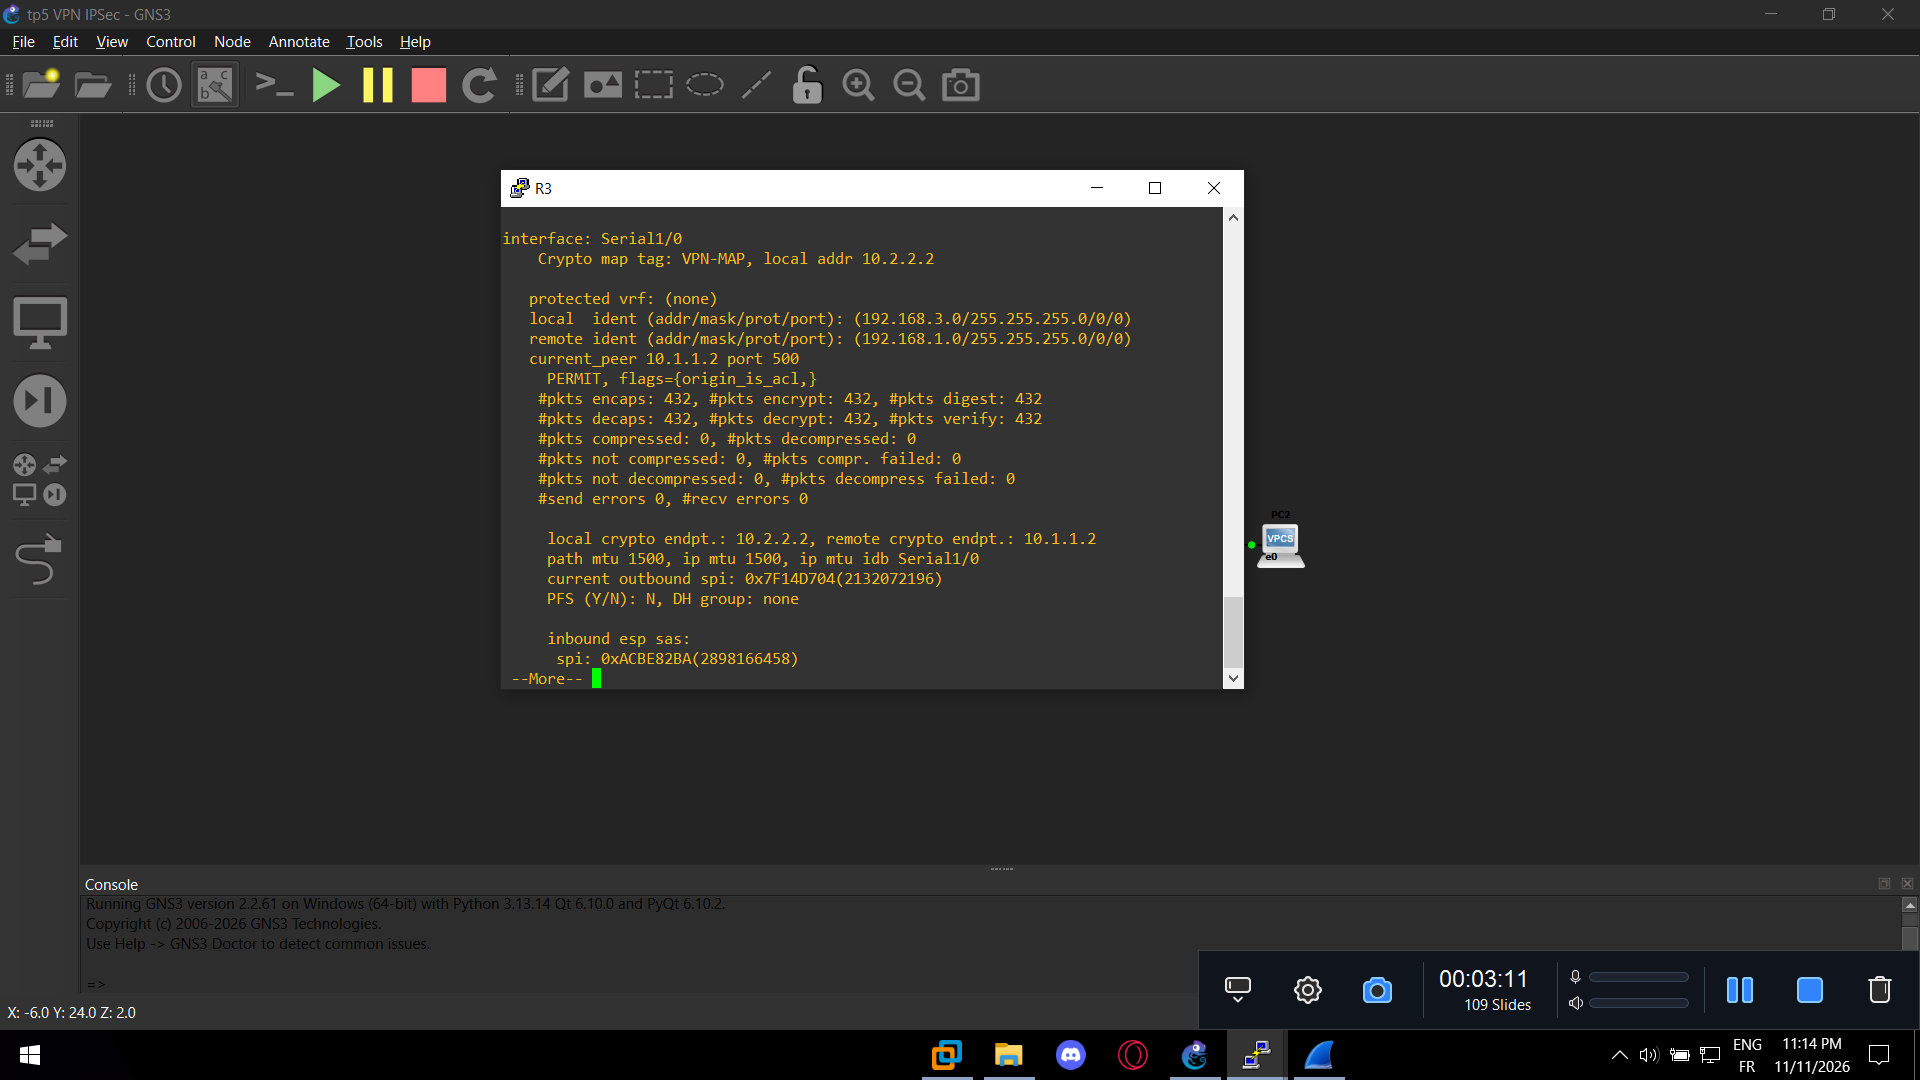 tp5 VPN IPSec - GNS3
File Edit View Control Node Annotate Tools Help
a c
b
R3
interface: Serial1/0
Crypto map tag: VPN-MAP, local addr 10.2.2.2
protected vrf: (none)
local  ident (addr/mask/prot/port): (192.168.3.0/255.255.255.0/0/0)
remote ident (addr/mask/prot/port): (192.168.1.0/255.255.255.0/0/0)
current_peer 10.1.1.2 port 500
PERMIT, flags={origin_is_acl,}
#pkts encaps: 432, #pkts encrypt: 432, #pkts digest: 432
#pkts decaps: 432, #pkts decrypt: 432, #pkts verify: 432
#pkts compressed: 0, #pkts decompressed: 0
#pkts not compressed: 0, #pkts compr. failed: 0
#pkts not decompressed: 0, #pkts decompress failed: 0
#send errors 0, #recv errors 0
local crypto endpt.: 10.2.2.2, remote crypto endpt.: 10.1.1.2
path mtu 1500, ip mtu 1500, ip mtu idb Serial1/0
current outbound spi: 0x7F14D704(2132072196)
PFS (Y/N): N, DH group: none
inbound esp sas:
spi: 0xACBE82BA(2898166458)
--More--
PC2
VPCS
e0
Console
Running GNS3 version 2.2.61 on Windows (64-bit) with Python 3.13.14 Qt 6.10.0 and PyQt 6.10.2.
Copyright (c) 2006-2026 GNS3 Technologies.
Use Help -> GNS3 Doctor to detect common issues.
=>
00:03:11
109 Slides
X: -6.0 Y: 24.0 Z: 2.0
ENG
FR
11:14 PM
11/11/2026